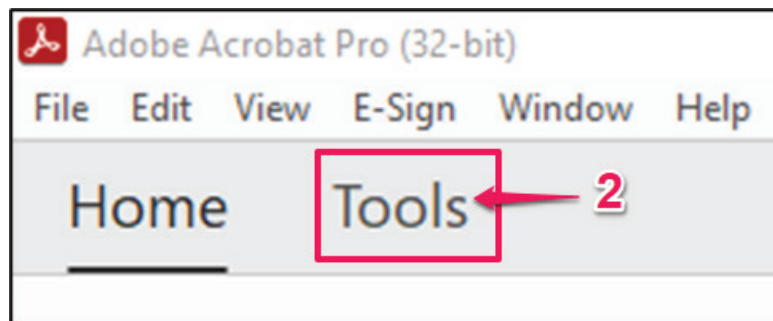 Adobe Acrobat Pro (32-bit)
File Edit View E-Sign Window Help
Home Tools 2